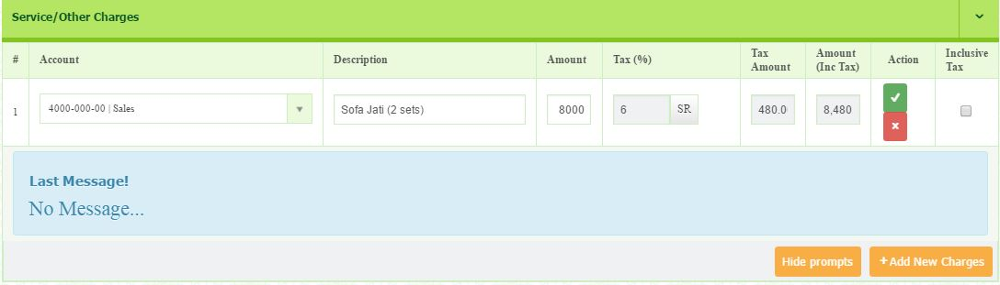 Service/Other Charges
# Account Description Amount Tax (%) Tax Amount Amount (Inc Tax) Action Inclusive Tax
1 4000-000-00 | Sales Sofa Jati (2 sets) 8000 6 SR 480.0 8,480
Last Message!
No Message...
Hide prompts +Add New Charges